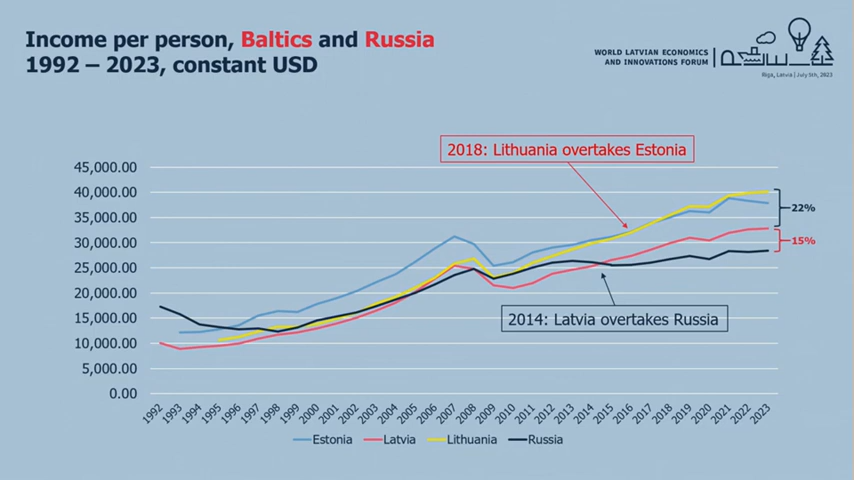 Income per person, Baltics and Russia
1992 – 2023, constant USD
WORLD LATVIAN ECONOMICS
AND INNOVATIONS FORUM
Riga, Latvia | July 5th, 2023
2018: Lithuania overtakes Estonia
45,000.00
40,000.00
35,000.00
30,000.00
25,000.00
20,000.00
15,000.00
10,000.00
5,000.00
0.00
22%
15%
2014: Latvia overtakes Russia
1992 1993 1994 1995 1996 1997 1998 1999 2000 2001 2002 2003 2004 2005 2006 2007 2008 2009 2010 2011 2012 2013 2014 2015 2016 2017 2018 2019 2020 2021 2022 2023
Estonia Latvia Lithuania Russia